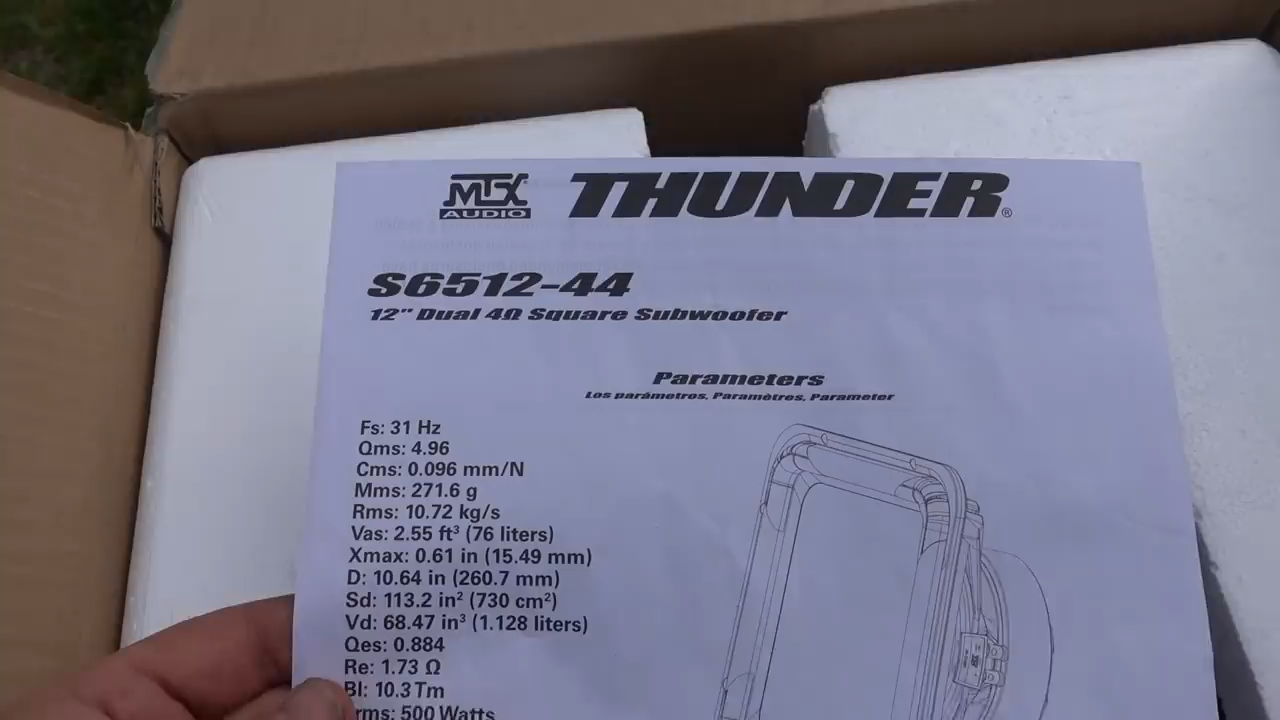 MTX
AUDIO
THUNDER®
S6512-44
12" Dual 4Ω Square Subwoofer
Parameters
Los parámetros, Paramètres, Parameter
Fs: 31 Hz
Qms: 4.96
Cms: 0.096 mm/N
Mms: 271.6 g
Rms: 10.72 kg/s
Vas: 2.55 ft³ (76 liters)
Xmax: 0.61 in (15.49 mm)
D: 10.64 in (260.7 mm)
Sd: 113.2 in² (730 cm²)
Vd: 68.47 in³ (1.128 liters)
Qes: 0.884
Re: 1.73 Ω
Bl: 10.3 Tm
rms: 500 Watts